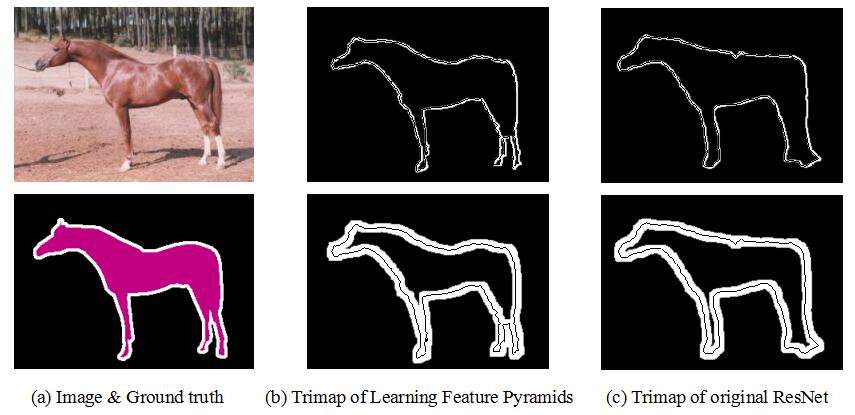 (a) Image & Ground truth
(b) Trimap of Learning Feature Pyramids
(c) Trimap of original ResNet